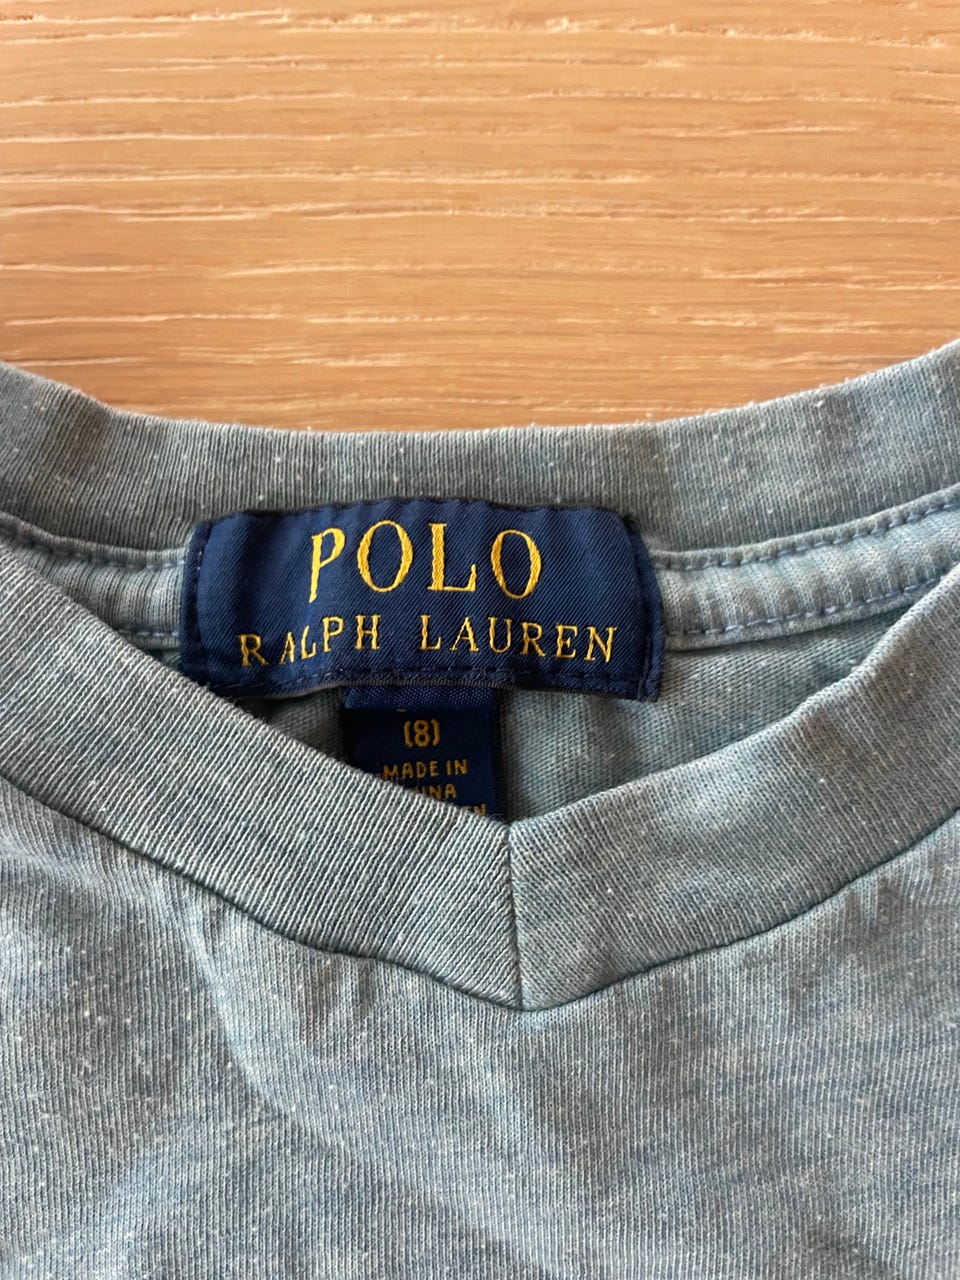 POLO
RALPH LAUREN
(8)
MADE IN